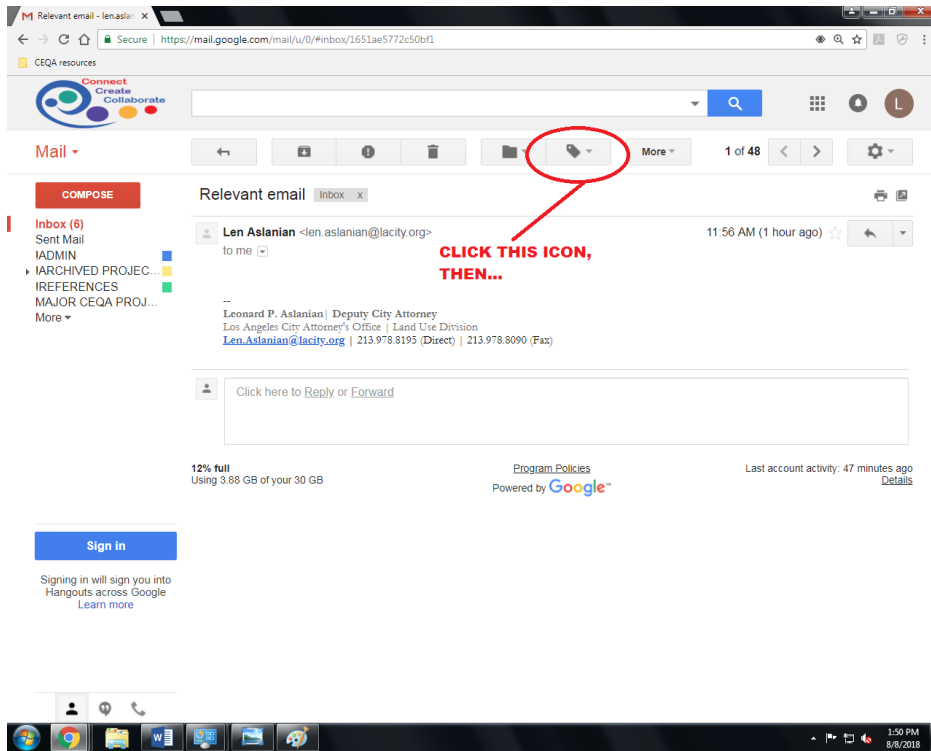 Relevant email - len.aslan
Secure | https://mail.google.com/mail/u/0/#inbox/1651ae5772c50bf1
CEQA resources
Connect
Create
Collaborate
L
Mail
More
1 of 48
COMPOSE
Relevant email Inbox x
Inbox (6)
Sent Mail
!ADMIN
!ARCHIVED PROJEC...
!REFERENCES
MAJOR CEQA PROJ...
More
Len Aslanian <len.aslanian@lacity.org>
11:56 AM (1 hour ago)
to me
CLICK THIS ICON,
THEN...
--
Leonard P. Aslanian| Deputy City Attorney
Los Angeles City Attorney's Office | Land Use Division
Len.Aslanian@lacity.org | 213.978.8195 (Direct) | 213.978.8090 (Fax)
Click here to Reply or Forward
12% full
Using 3.88 GB of your 30 GB
Program Policies
Powered by Google™
Last account activity: 47 minutes ago
Details
Sign in
Signing in will sign you into
Hangouts across Google
Learn more
1:50 PM
8/8/2018